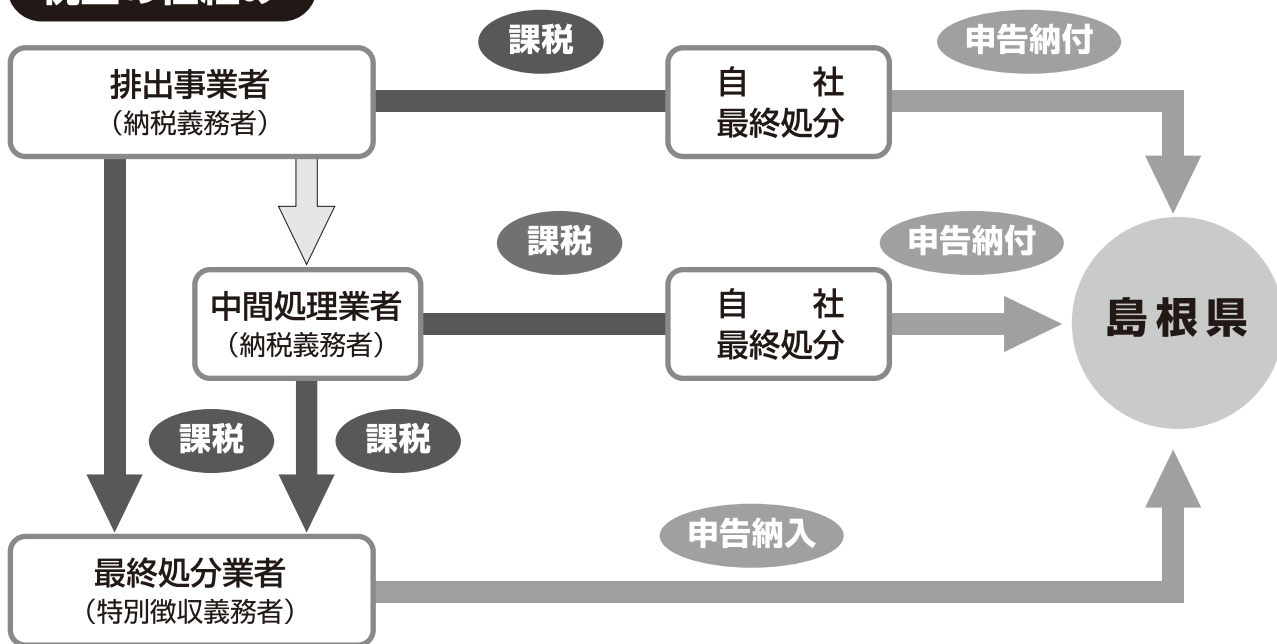 課税
申告納付
排出事業者
（納税義務者）
自　　社
最終処分
課税
申告納付
中間処理業者
（納税義務者）
自　　社
最終処分
島根県
課税
課税
申告納入
最終処分業者
（特別徴収義務者）